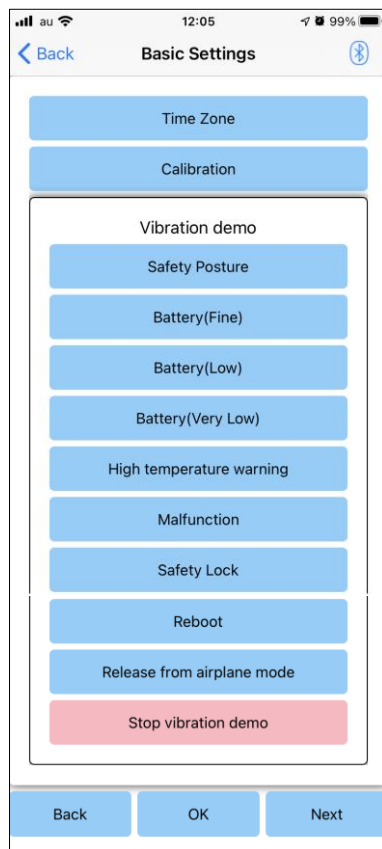 au 12:05 99%
Back Basic Settings
Time Zone
Calibration
Vibration demo
Safety Posture
Battery(Fine)
Battery(Low)
Battery(Very Low)
High temperature warning
Malfunction
Safety Lock
Reboot
Release from airplane mode
Stop vibration demo
Back OK Next